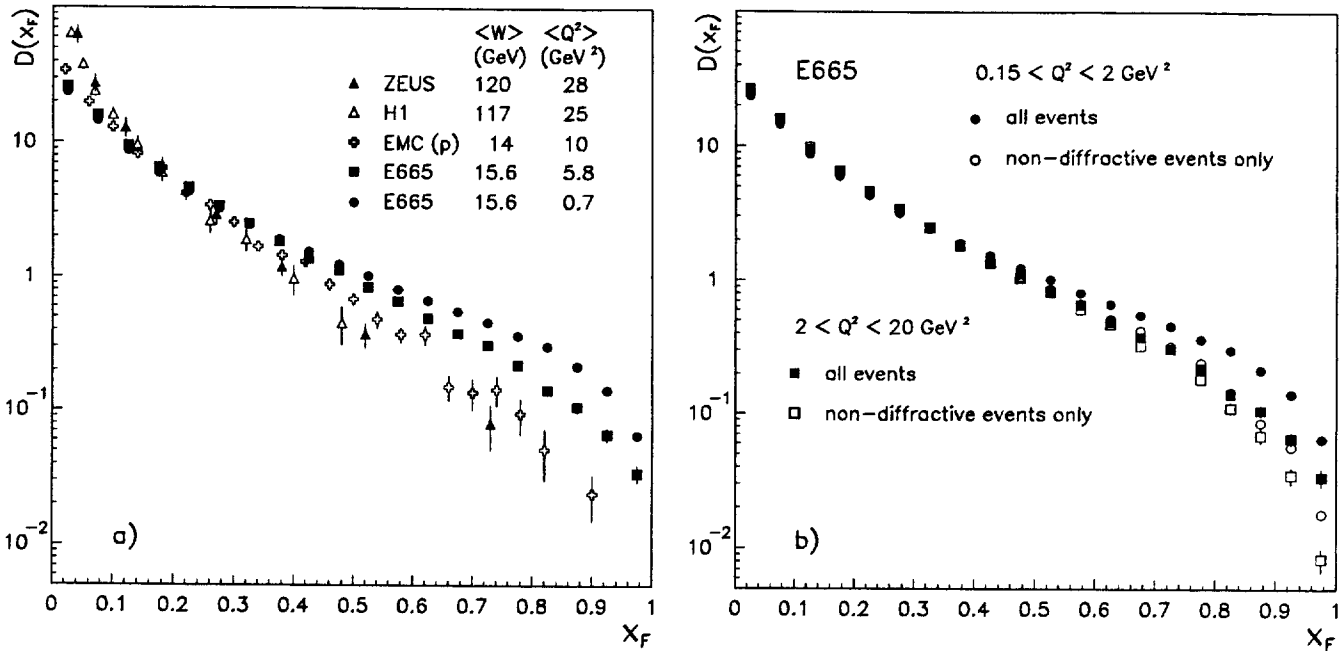 D(x_F)
10
1
10^-1
10^-2
0 0.1 0.2 0.3 0.4 0.5 0.6 0.7 0.8 0.9 1
X_F
<W> <Q²>
(GeV) (GeV²)
ZEUS 120 28
H1 117 25
EMC (p) 14 10
E665 15.6 5.8
E665 15.6 0.7
a)
D(x_F)
10
1
10^-1
10^-2
0 0.1 0.2 0.3 0.4 0.5 0.6 0.7 0.8 0.9 1
X_F
E665
0.15 < Q² < 2 GeV²
all events
non-diffractive events only
2 < Q² < 20 GeV²
all events
non-diffractive events only
b)